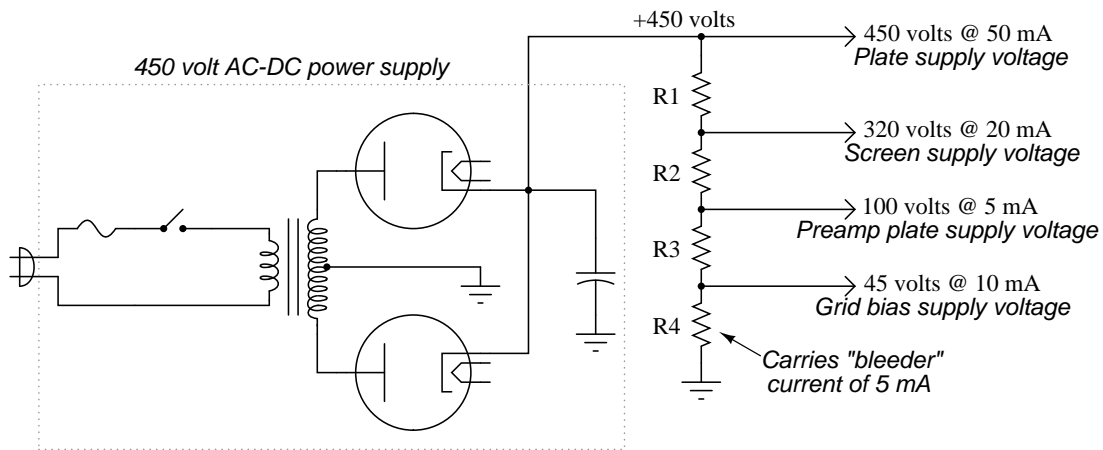 +450 volts
450 volts @ 50 mA
Plate supply voltage
450 volt AC-DC power supply
R1
320 volts @ 20 mA
Screen supply voltage
R2
100 volts @ 5 mA
Preamp plate supply voltage
R3
45 volts @ 10 mA
Grid bias supply voltage
R4
Carries "bleeder"
current of 5 mA